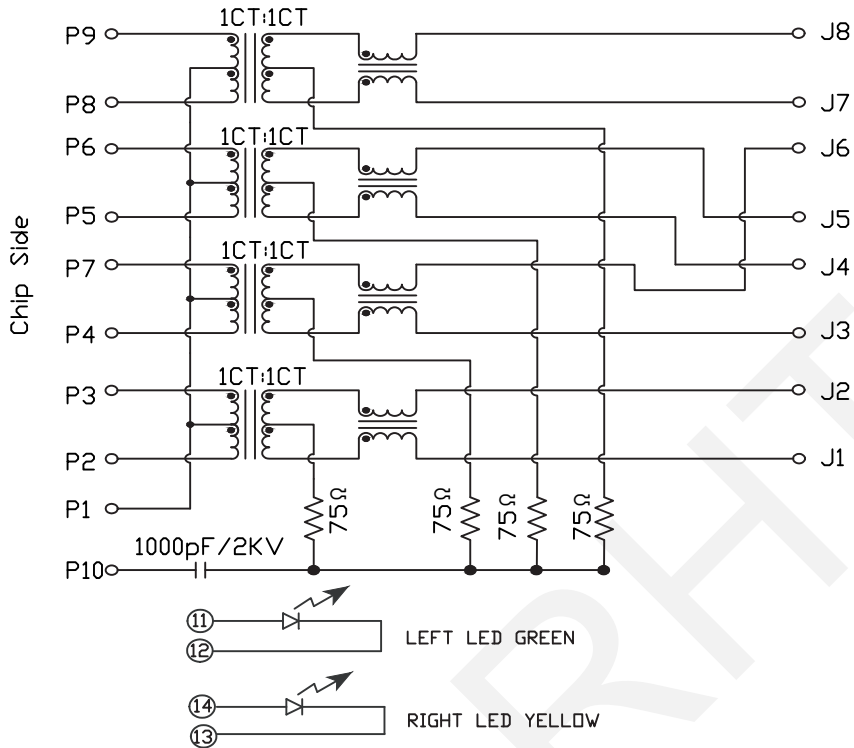 1CT:1CT
P9
J8
P8
J7
1CT:1CT
P6
J6
P5
J5
1CT:1CT
P7
J4
P4
J3
1CT:1CT
P3
J2
P2
J1
Chip Side
P1
75Ω
75Ω
75Ω
75Ω
1000pF/2KV
P10
11
12
LEFT LED GREEN
14
13
RIGHT LED YELLOW
RHT